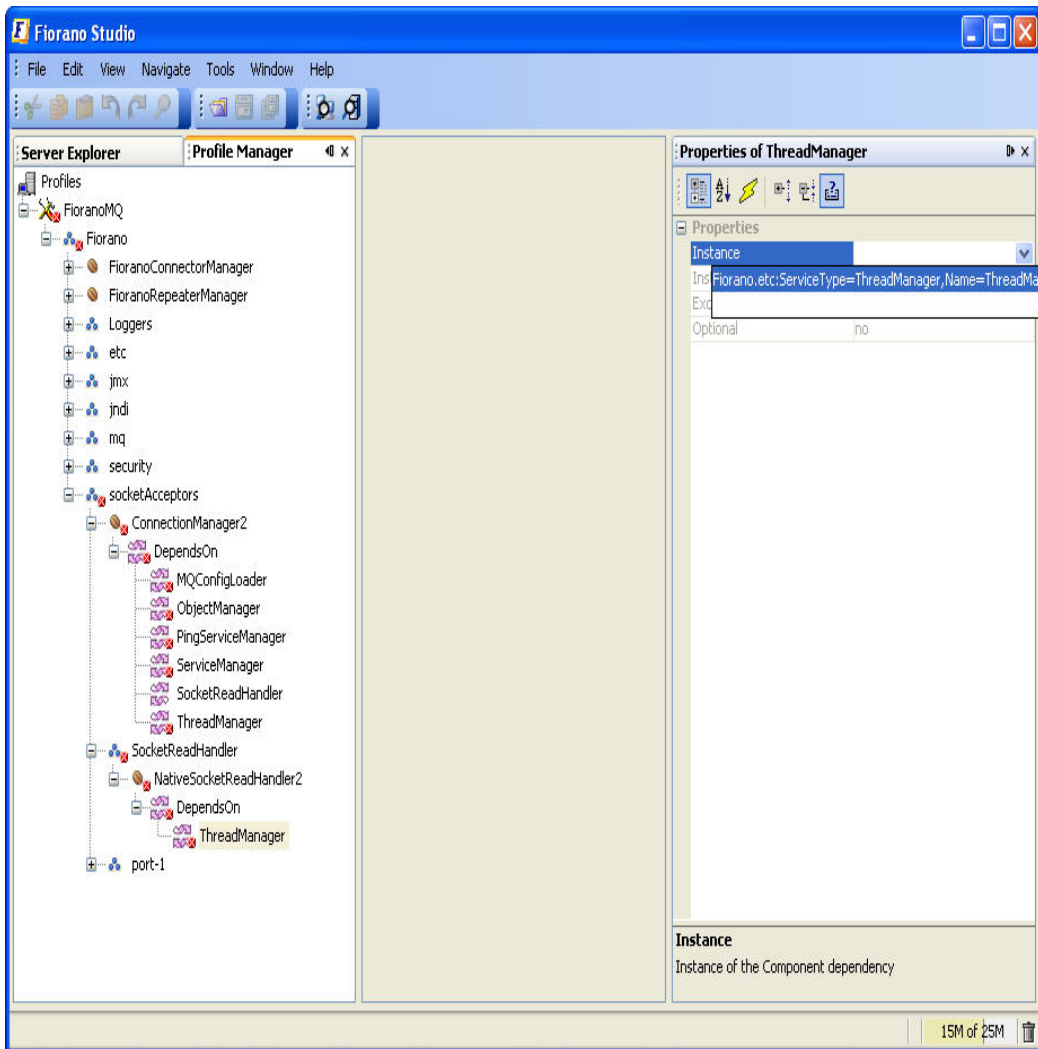 Fiorano Studio
File Edit View Navigate Tools Window Help
Server Explorer
Profile Manager
Profiles
FioranoMQ
Fiorano
FioranoConnectorManager
FioranoRepeaterManager
Loggers
etc
jmx
jndi
mq
security
socketAcceptors
ConnectionManager2
DependsOn
MQConfigLoader
ObjectManager
PingServiceManager
ServiceManager
SocketReadHandler
ThreadManager
SocketReadHandler
NativeSocketReadHandler2
DependsOn
ThreadManager
port-1
Properties of ThreadManager
Properties
Instance
Ins
Fiorano.etc:ServiceType=ThreadManager,Name=ThreadMa
Exc
Optional no
Instance
Instance of the Component dependency
15M of 25M